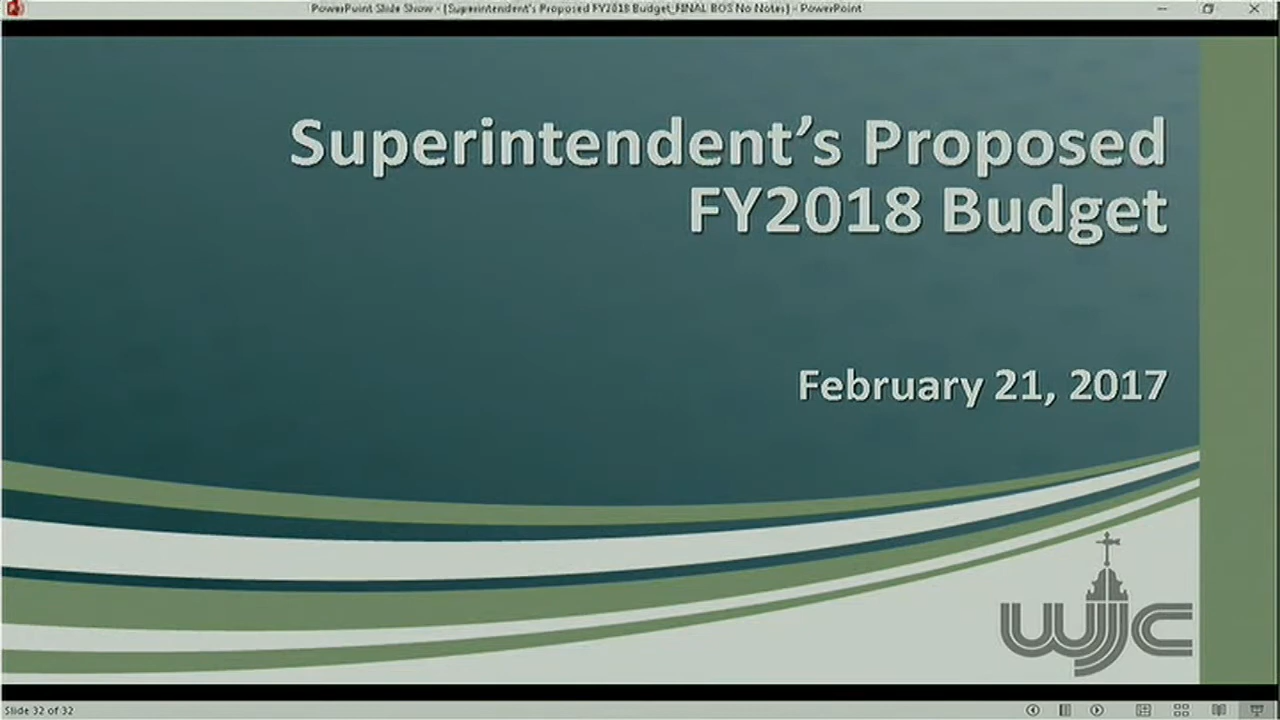 PowerPoint Slide Show - [Superintendent's Proposed FY2018 Budget_FINAL BOS No Notes] - PowerPoint
Superintendent’s Proposed
FY2018 Budget
February 21, 2017
WJC
Slide 32 of 32